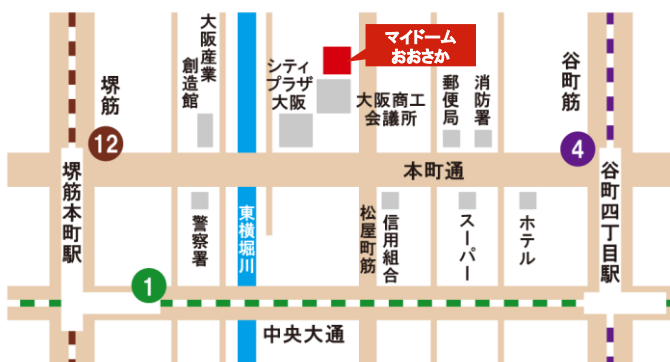 大阪産業
創造館
シティ
プラザ
大阪
マイドーム
おおさか
大阪商工
会議所
郵便局
消防署
谷町筋
堺筋
12
4
本町通
堺筋本町駅
谷町四丁目駅
警察署
東横堀川
松屋町筋
信用組合
スーパー
ホテル
1
中央大通